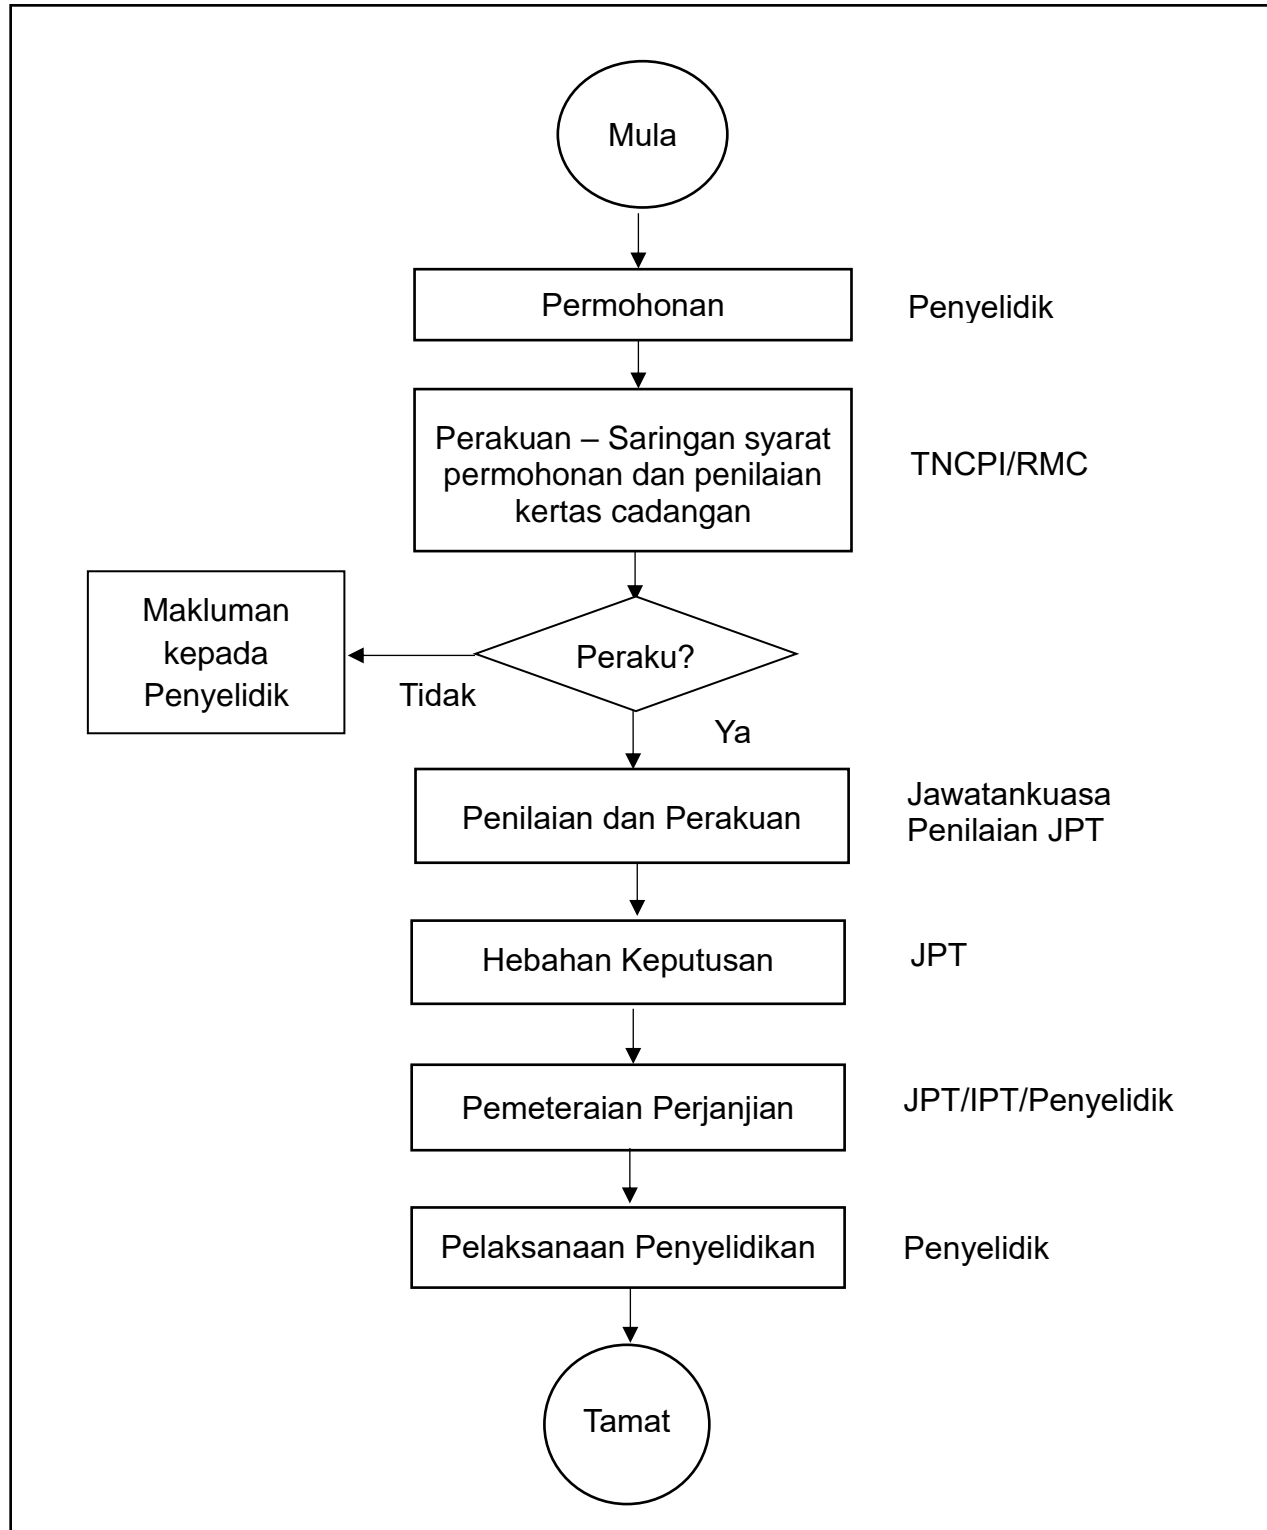 Mula
Permohonan
Penyelidik
Perakuan – Saringan syarat
permohonan dan penilaian
kertas cadangan
TNCPI/RMC
Makluman
kepada
Penyelidik
Peraku?
Tidak
Ya
Penilaian dan Perakuan
Jawatankuasa
Penilaian JPT
Hebahan Keputusan
JPT
Pemeteraian Perjanjian
JPT/IPT/Penyelidik
Pelaksanaan Penyelidikan
Penyelidik
Tamat